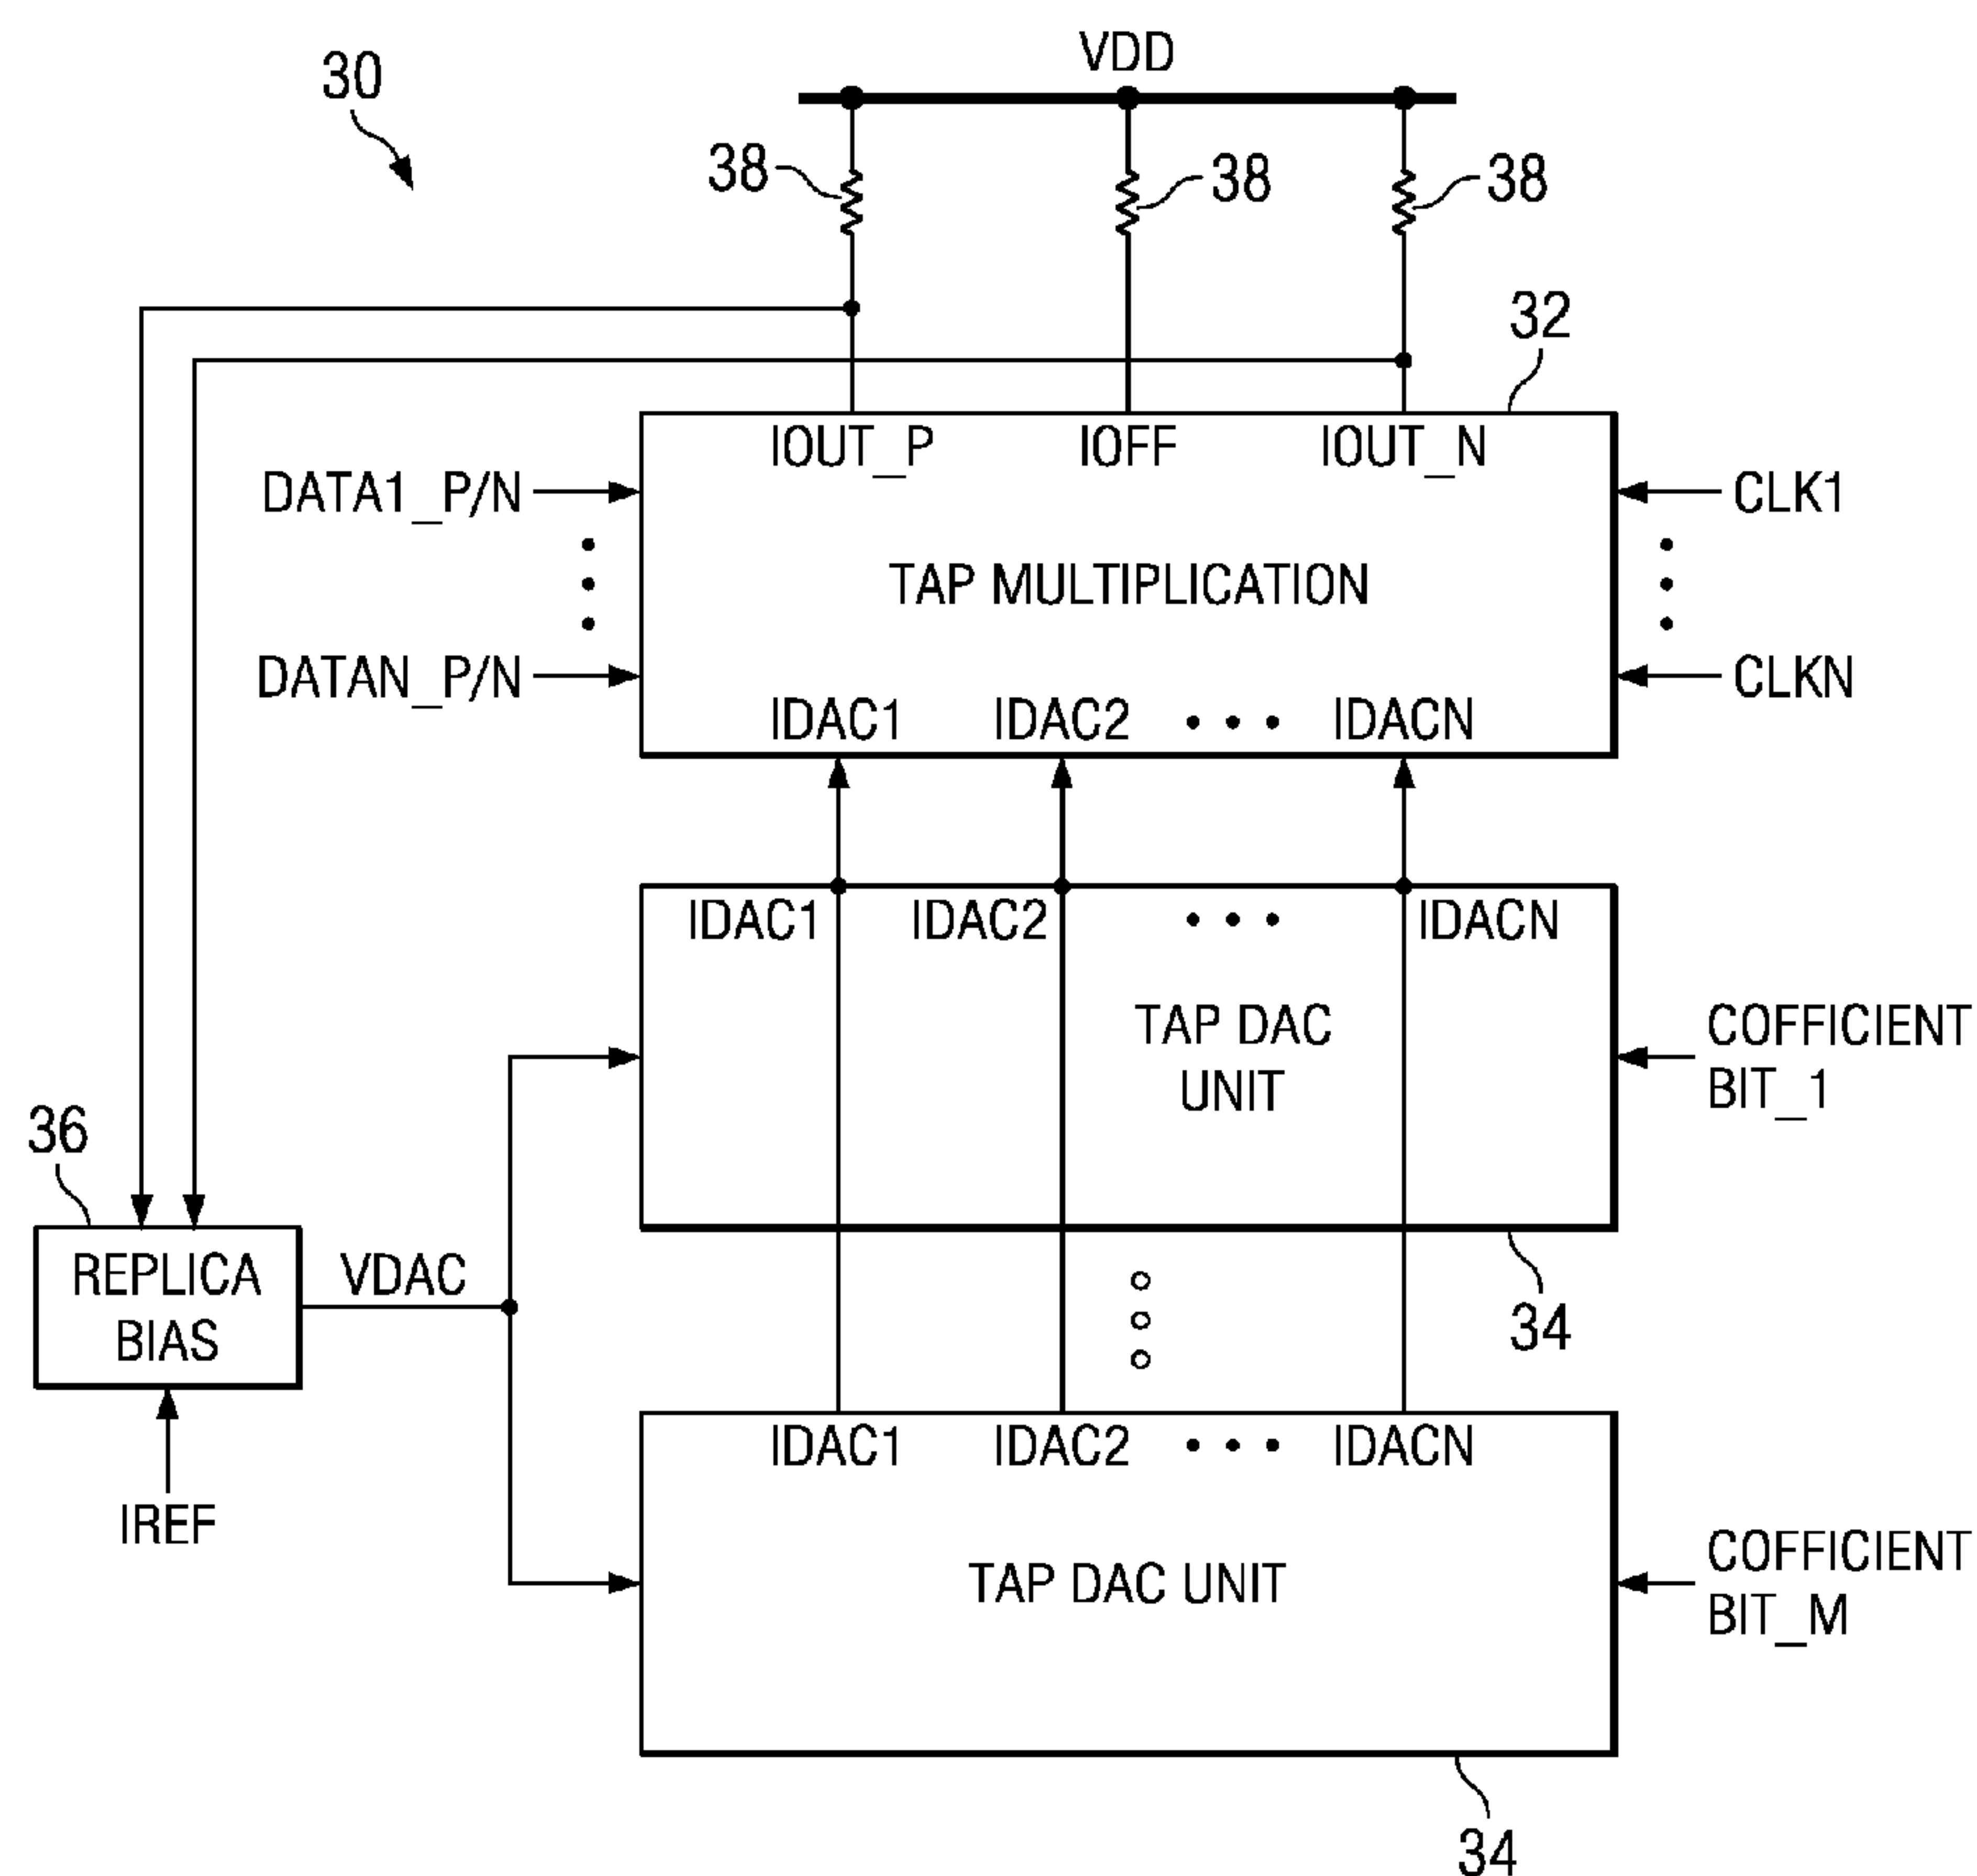 VDD
30
38
38
38
32
IOUT_P IOFF IOUT_N
DATA1_P/N
CLK1
TAP MULTIPLICATION
DATAN_P/N
CLKN
IDAC1 IDAC2 • • • IDACN
IDAC1 IDAC2 • • • IDACN
TAP DAC
UNIT
COFFICIENT
BIT_1
36
REPLICA
BIAS
VDAC
34
IREF
IDAC1 IDAC2 • • • IDACN
TAP DAC UNIT
COFFICIENT
BIT_M
34